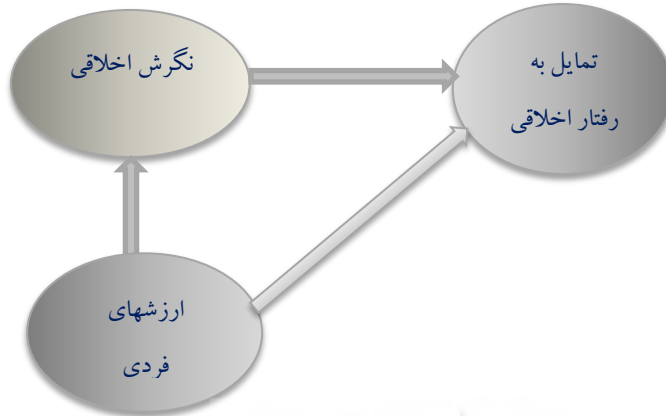 نگرش اخلاقی
تمایل به
رفتار اخلاقی
ارزشهای
فردی